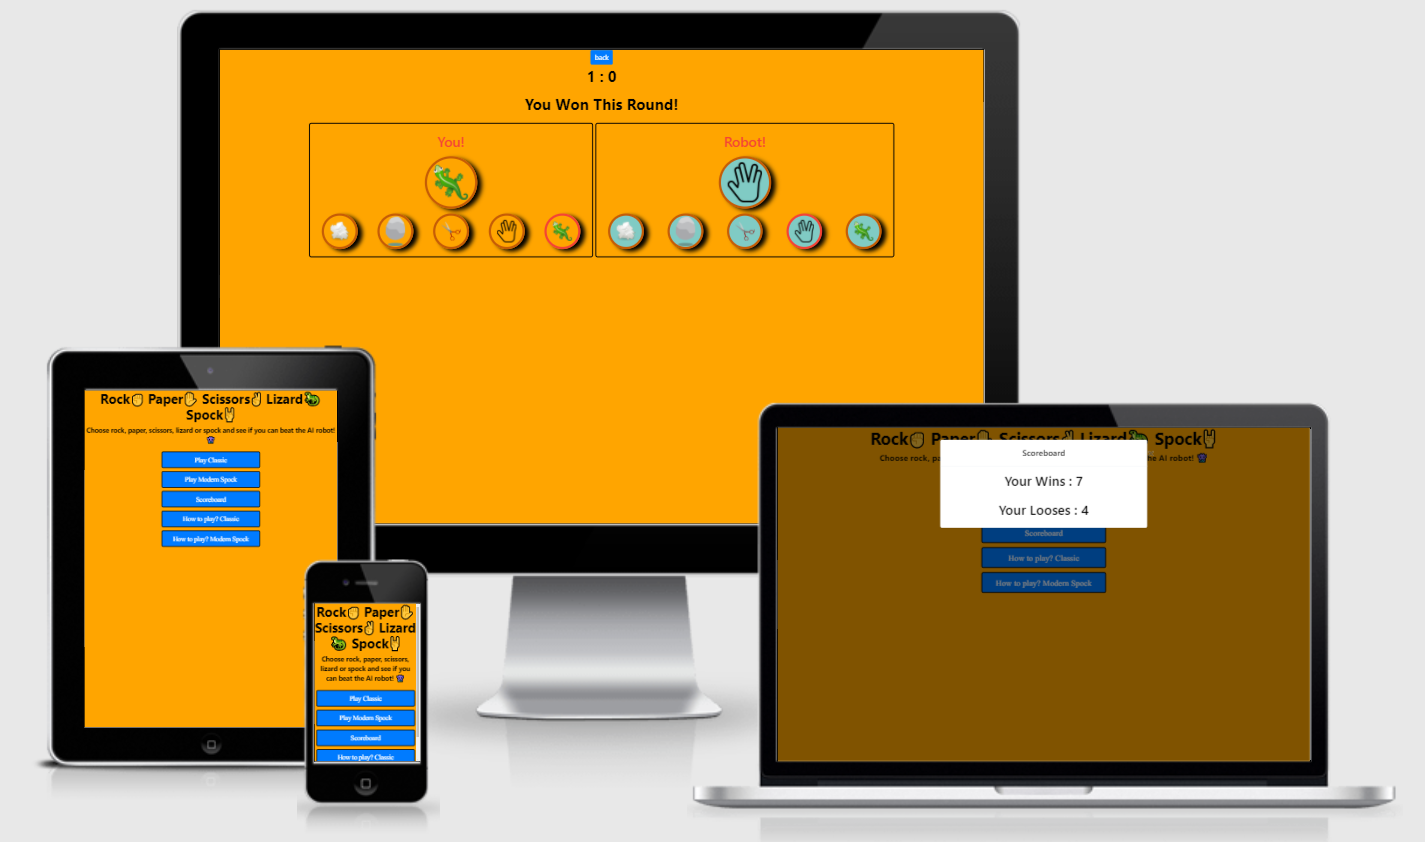 back
1 : 0
You Won This Round!
You!
Robot!
Rock✊ Paper✋ Scissors✌ Lizard🦎
Spock🤘
Choose rock, paper, scissors, lizard or spock and see if you can beat the AI robot!
Play Classic
Play Modern Spock
Scoreboard
How to play? Classic
How to play? Modern Spock
Rock✊ Paper✋
Scissors✌ Lizard
🦎 Spock🤘
Choose rock, paper, scissors,
lizard or spock and see if you
can beat the AI robot!
Play Classic
Play Modern Spock
Scoreboard
How to play? Classic
Rock✊ Paper✋ Scissors✌ Lizard🦎 Spock🤘
Choose rock, the AI robot!
Scoreboard
Your Wins : 7
Your Looses : 4
Scoreboard
How to play? Classic
How to play? Modern Spock